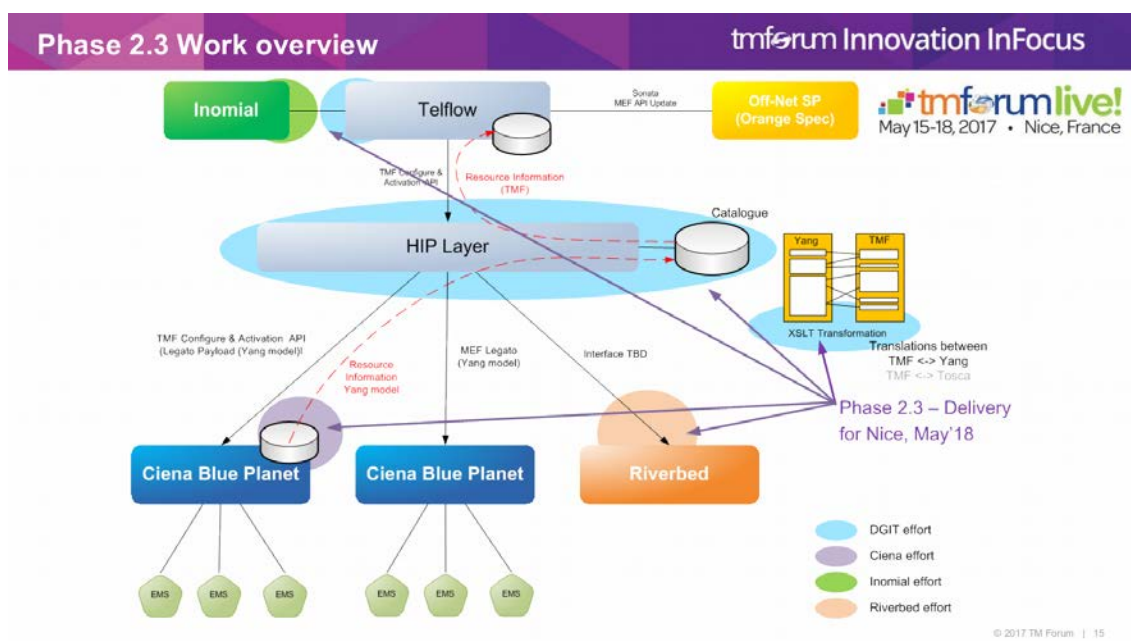 Phase 2.3 Work overview
tmforum Innovation InFocus
Inomial
Telflow
Sonata
MEF API Update
Off-Net SP
(Orange Spec)
tmforumlive!
May 15-18, 2017 • Nice, France
TMF Configure &
Activation API
Resource Information
(TMF)
Catalogue
HIP Layer
Yang
TMF
XSLT Transformation
Translations between
TMF <-> Yang
TMF <-> Tosca
TMF Configure & Activation API
(Legato Payload (Yang model)!
MEF Legato
(Yang model)
Interface TBD
Resource
Information
Yang model
Phase 2.3 – Delivery
for Nice, May'18
Ciena Blue Planet
Ciena Blue Planet
Riverbed
EMS
EMS
EMS
EMS
EMS
EMS
DGIT effort
Ciena effort
Inomial effort
Riverbed effort
© 2017 TM Forum | 15